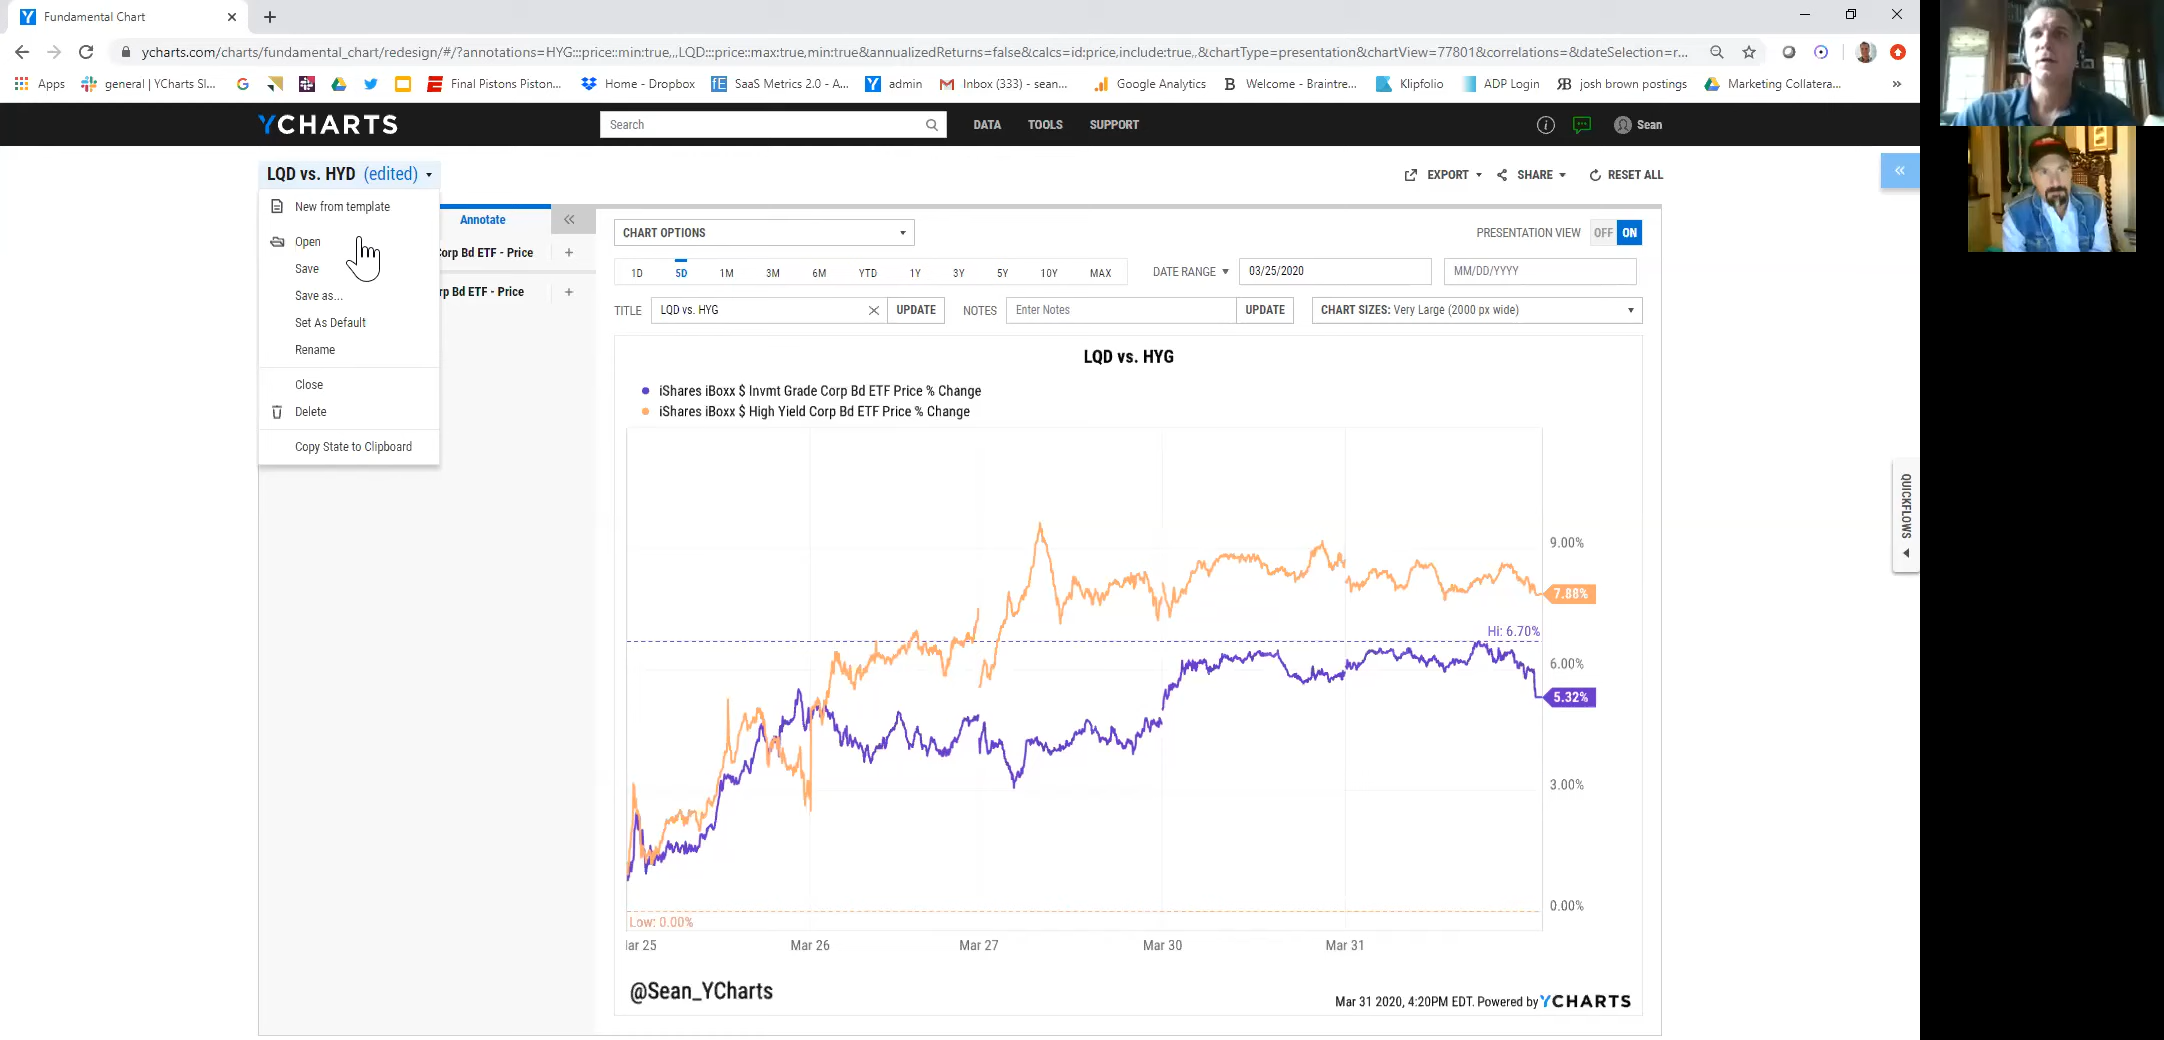 Fundamental Chart
ycharts.com/charts/fundamental_chart/redesign/#/?annotations=HYG:::price::min:true,,,LQD:::price::max:true,min:true&annualizedReturns=false&calcs=id:price,include:true,,&chartType=presentation&chartView=77801&correlations=&dateSelection=r...
Apps general | YCharts Sl... Final Pistons Piston... Home - Dropbox SaaS Metrics 2.0 - A... admin Inbox (333) - sean... Google Analytics Welcome - Braintre... Klipfolio ADP Login josh brown postings Marketing Collatera... »
YCHARTS Search DATA TOOLS SUPPORT Sean
LQD vs. HYD (edited)
EXPORT SHARE RESET ALL
New from template
Open
Save
Save as...
Set As Default
Rename
Close
Delete
Copy State to Clipboard
Annotate
Corp Bd ETF - Price +
rp Bd ETF - Price +
CHART OPTIONS PRESENTATION VIEW OFF ON
1D 5D 1M 3M 6M YTD 1Y 3Y 5Y 10Y MAX DATE RANGE 03/25/2020 MM/DD/YYYY
TITLE LQD vs. HYG UPDATE NOTES Enter Notes UPDATE CHART SIZES: Very Large (2000 px wide)
LQD vs. HYG
iShares iBoxx $ Invmt Grade Corp Bd ETF Price % Change
iShares iBoxx $ High Yield Corp Bd ETF Price % Change
9.00%
7.88%
Hi: 6.70%
6.00%
5.32%
3.00%
0.00%
Low: 0.00%
ar 25 Mar 26 Mar 27 Mar 30 Mar 31
@Sean_YCharts
Mar 31 2020, 4:20PM EDT. Powered by YCHARTS
QUICKFLOWS